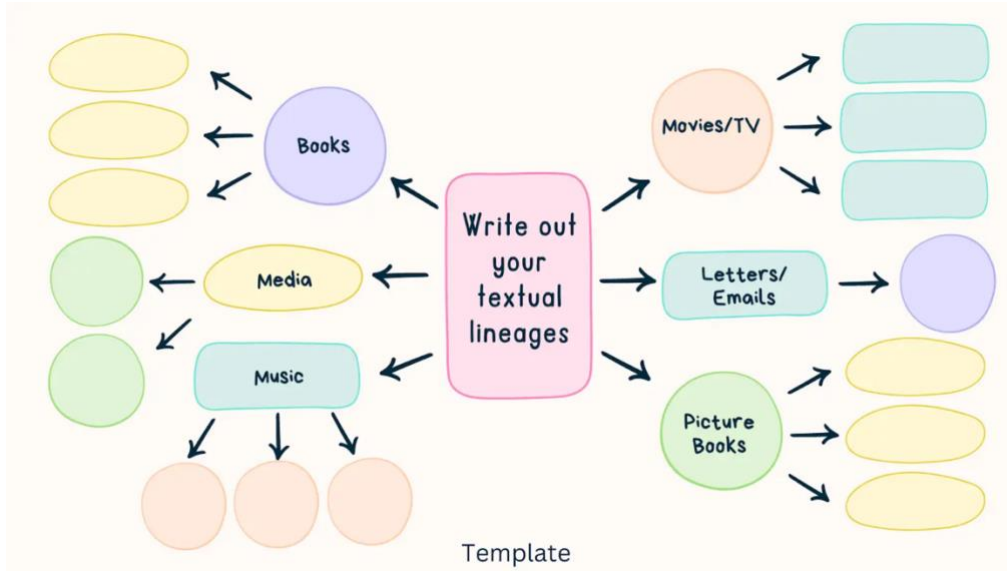 Books
Movies/TV
Write out
your
textual
lineages
Media
Letters/
Emails
Music
Picture
Books
Template